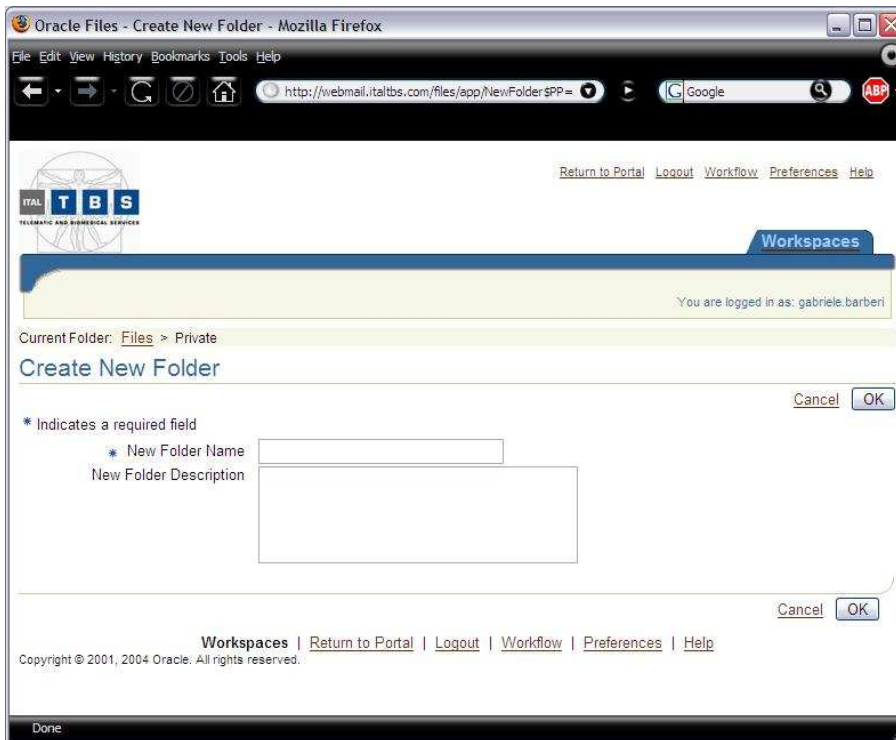 Oracle Files - Create New Folder - Mozilla Firefox
File Edit View History Bookmarks Tools Help
http://webmail.italtbs.com/files/app/NewFolder$PP=
G Google
ABP
ITAL T B S
TELEMATIC AND BIOMEDICAL SERVICES
Return to Portal Logout Workflow Preferences Help
Workspaces
You are logged in as: gabriele.barberi
Current Folder: Files > Private
Create New Folder
Cancel OK
* Indicates a required field
* New Folder Name
New Folder Description
Cancel OK
Workspaces | Return to Portal | Logout | Workflow | Preferences | Help
Copyright © 2001, 2004 Oracle. All rights reserved.
Done